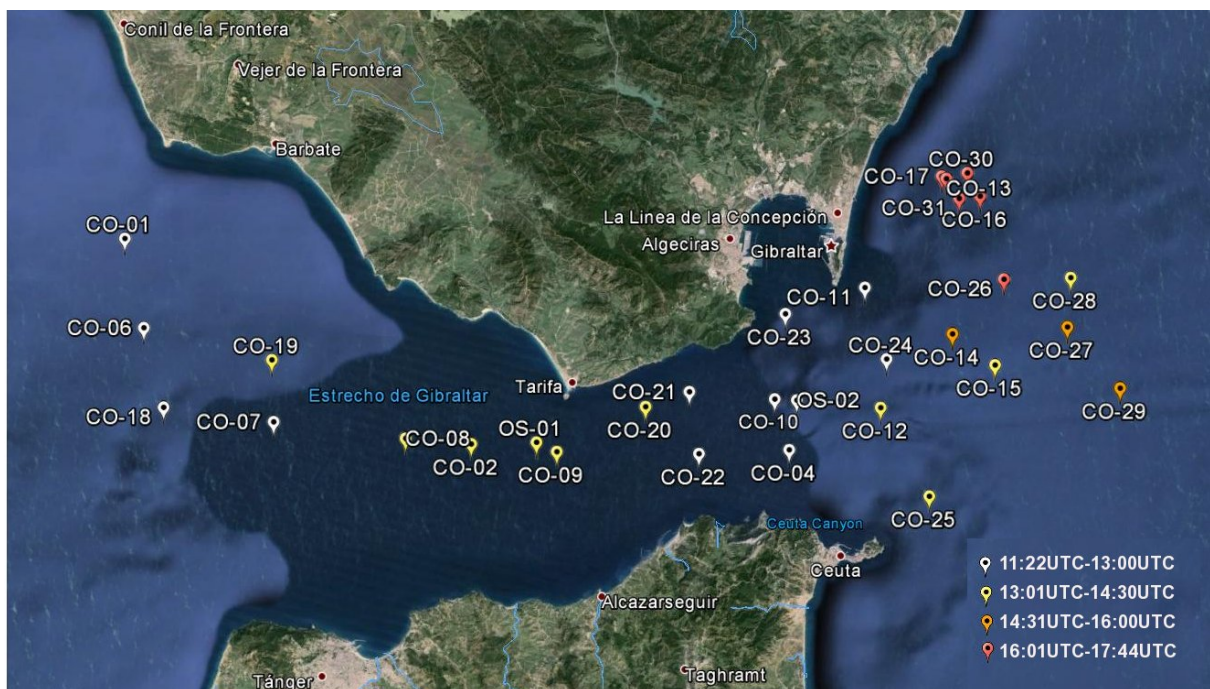 Conil de la Frontera
Vejer de la Frontera
Barbate
CO-30
CO-17
CO-13
CO-31
CO-16
La Linea de la Concepción
Algeciras
Gibraltar
CO-01
CO-11
CO-26
CO-28
CO-06
CO-23
CO-19
CO-24
CO-14
CO-27
CO-15
Tarifa
Estrecho de Gibraltar
CO-21
CO-29
CO-18
CO-07
CO-20
CO-10
OS-02
CO-12
OS-01
CO-08
CO-02
CO-09
CO-22
CO-04
CO-25
Ceuta Canyon
Ceuta
11:22UTC-13:00UTC
13:01UTC-14:30UTC
14:31UTC-16:00UTC
16:01UTC-17:44UTC
Alcazarseguir
Taghramt
Tánger